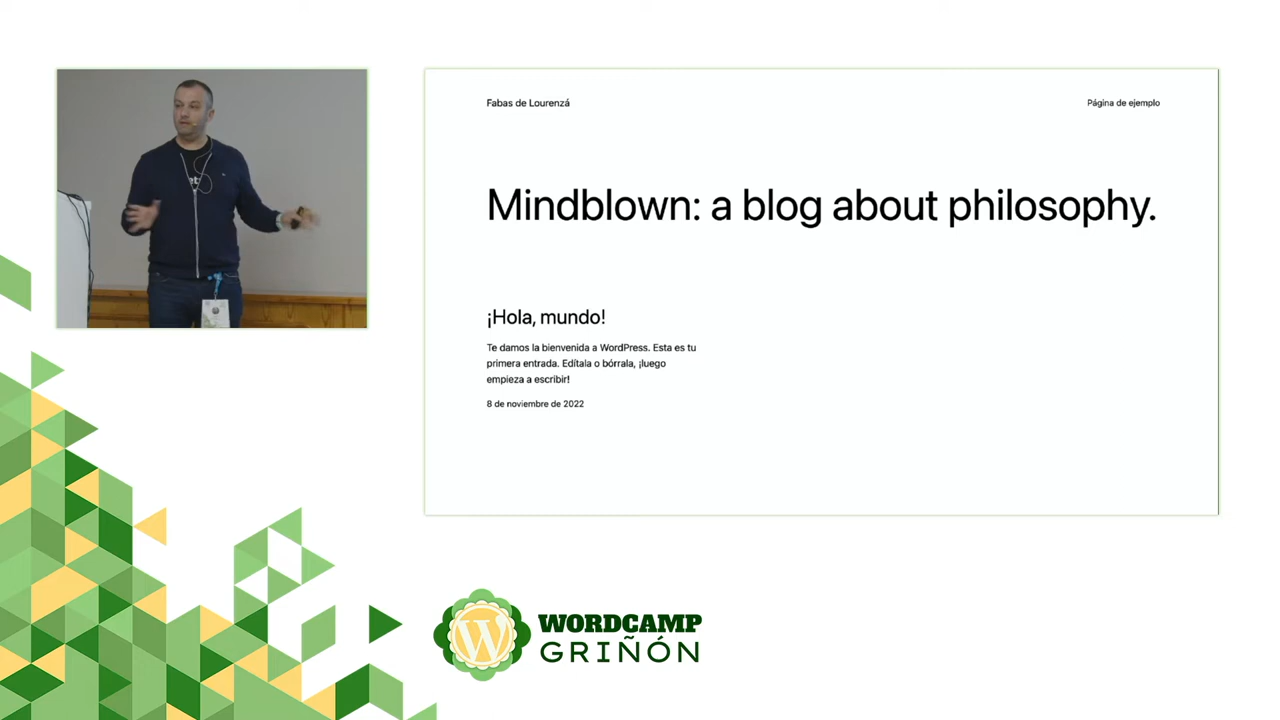 Fabas de Lourenzá
Página de ejemplo
Mindblown: a blog about philosophy.
¡Hola, mundo!
Te damos la bienvenida a WordPress. Esta es tu
primera entrada. Edítala o bórrala, ¡luego
empieza a escribir!
8 de noviembre de 2022
W
WORDCAMP
GRIÑÓN